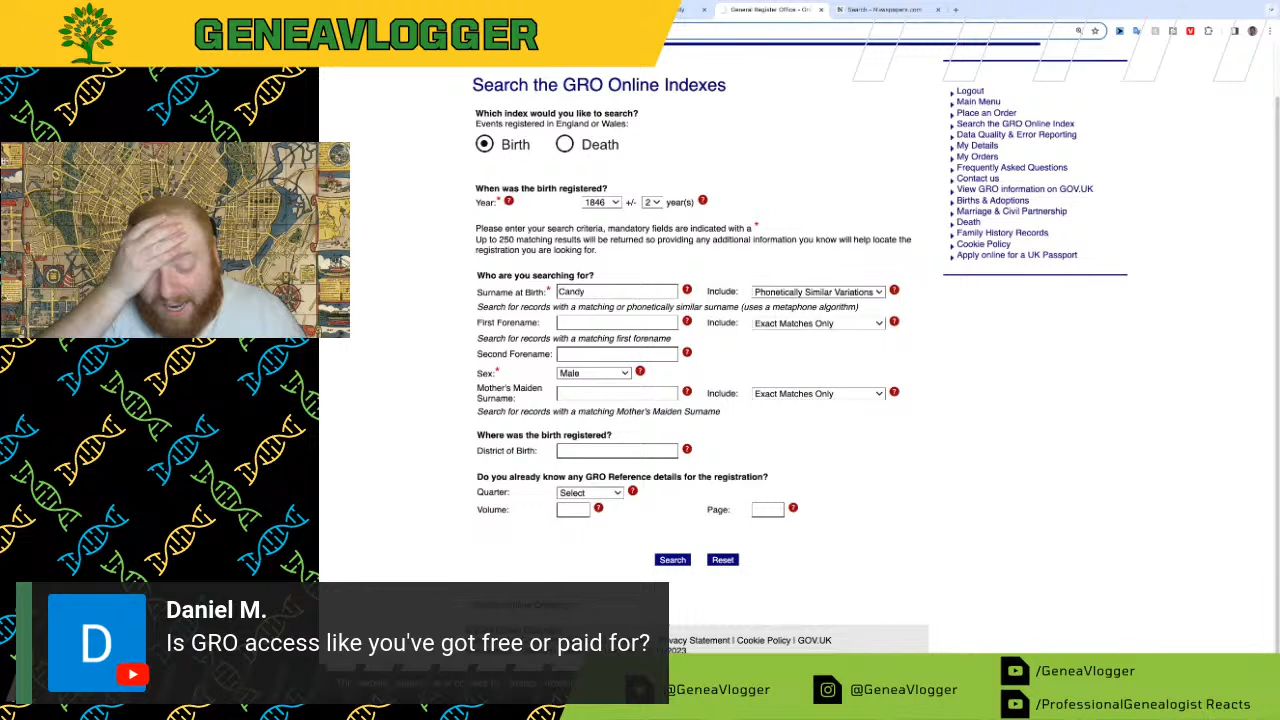 GENEAVLOGGER
General Register Office - On
Search - Newspapers.com
Search the GRO Online Indexes
Which index would you like to search?
Events registered in England or Wales:
Birth Death
When was the birth registered?
Year:* 1846 +/- 2 year(s)
Please enter your search criteria, mandatory fields are indicated with a *
Up to 250 matching results will be returned so providing any additional information you know will help locate the
registration you are looking for.
Who are you searching for?
Surname at Birth:* Candy Include: Phonetically Similar Variations
Search for records with a matching or phonetically similar surname (uses a metaphone algorithm)
First Forename: Include: Exact Matches Only
Search for records with a matching first forename
Second Forename:
Sex:* Male
Mother's Maiden
Surname: Include: Exact Matches Only
Search for records with a matching Mother's Maiden Surname
Where was the birth registered?
District of Birth:
Do you already know any GRO Reference details for the registration?
Quarter: Select
Volume: Page:
Search Reset
Logout
Main Menu
Place an Order
Search the GRO Online Index
Data Quality & Error Reporting
My Details
My Orders
Frequently Asked Questions
Contact us
View GRO information on GOV.UK
Births & Adoptions
Marriage & Civil Partnership
Death
Family History Records
Cookie Policy
Apply online for a UK Passport
D
Daniel M.
Is GRO access like you've got free or paid for?
Statement | Cookie Policy | GOV.UK
2023
@GeneaVlogger
@GeneaVlogger
/GeneaVlogger
/ProfessionalGenealogist Reacts